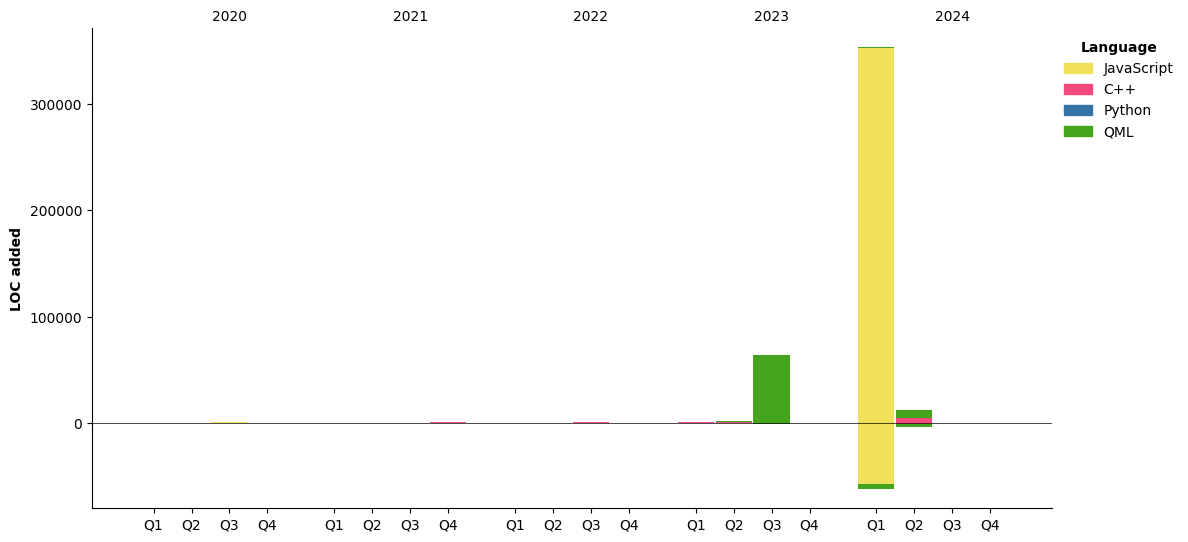 2020 2021 2022 2023 2024
Language
JavaScript
C++
Python
QML
LOC added
300000
200000
100000
0
Q1 Q2 Q3 Q4 Q1 Q2 Q3 Q4 Q1 Q2 Q3 Q4 Q1 Q2 Q3 Q4 Q1 Q2 Q3 Q4